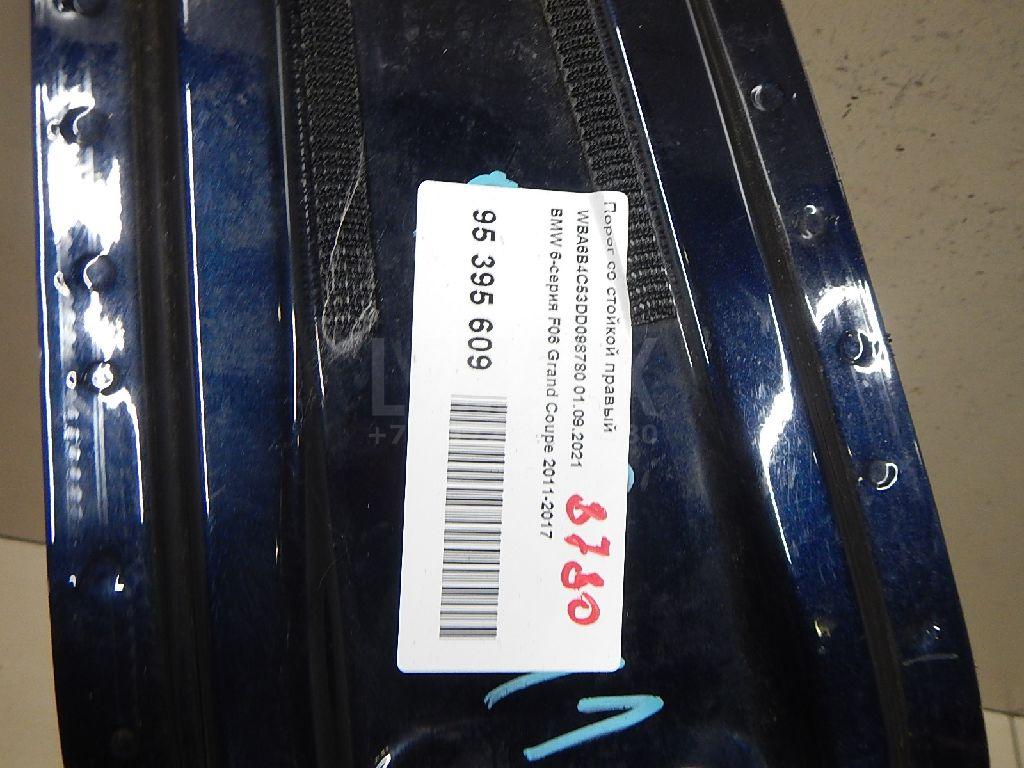 Порог со стойкой правый
WBA6B4C53DD098780 01.09.2021
BMW 6-серия F06 Grand Coupe 2011-2017
95 395 609
8780